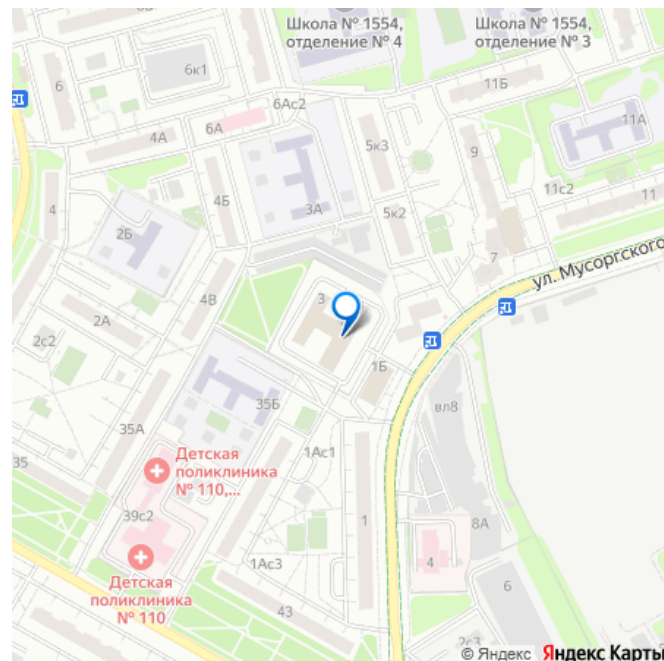 Школа № 1554,
отделение № 4
Школа № 1554,
отделение № 3
6
6к1
11Б
6Ас2
6А
4А
5к3
9
11А
4
4Б
3А
5к2
11с2
11
2Б
7
ул. Мусоргского
4В
3
2А
2с2
1Б
35Б
вл8
35А
35
1Ас1
Детская
поликлиника
№ 110,...
39с2
1
8А
4
1Ас3
6
Детская
поликлиника
№ 110
43
2с3
© Яндекс Яндекс Карты